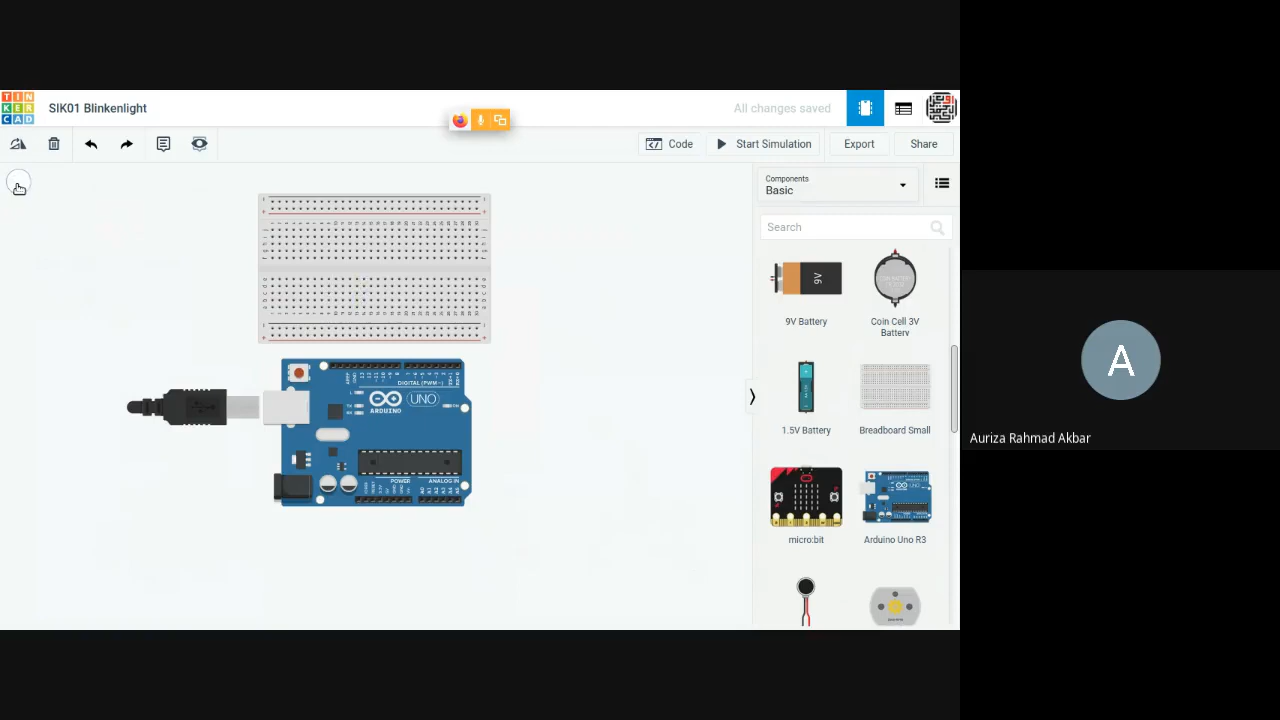 TIN
KER
CAD
SIK01 Blinkenlight
All changes saved
Code
Start Simulation
Export
Share
Components
Basic
Search
9V
9V Battery
Coin Cell 3V
Battery
1.5V Battery
Breadboard Small
micro:bit
Arduino Uno R3
DIGITAL (PWM~)
UNO
ARDUINO
POWER
ANALOG IN
A
Auriza Rahmad Akbar